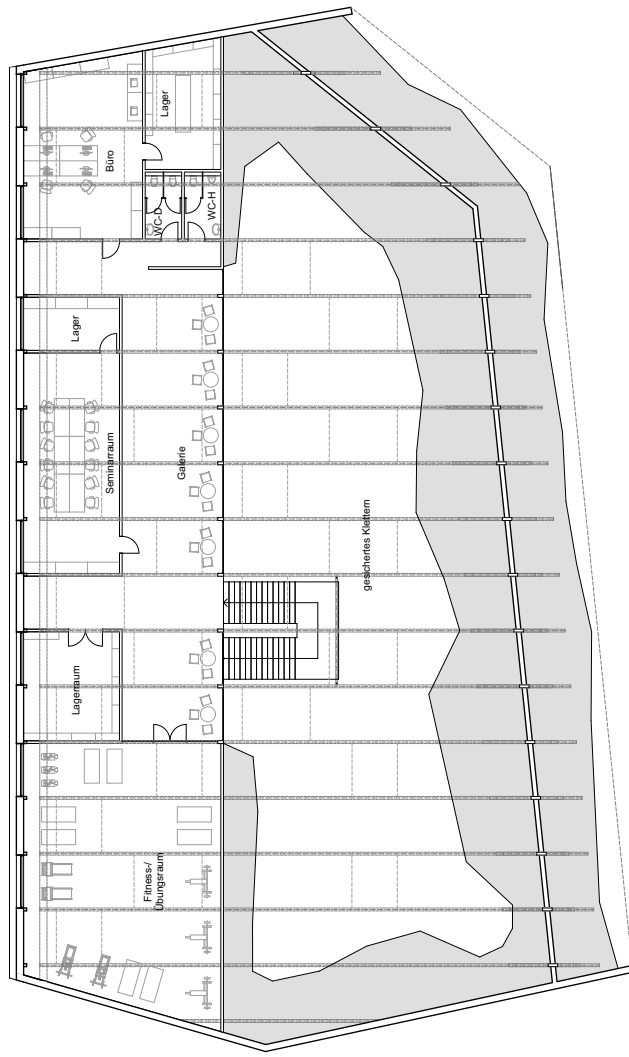 Lager
Büro
WC-D
WC-H
Lager
Seminarraum
Galerie
gesichertes Klettern
Lagerraum
Fitness-/
Übungsraum